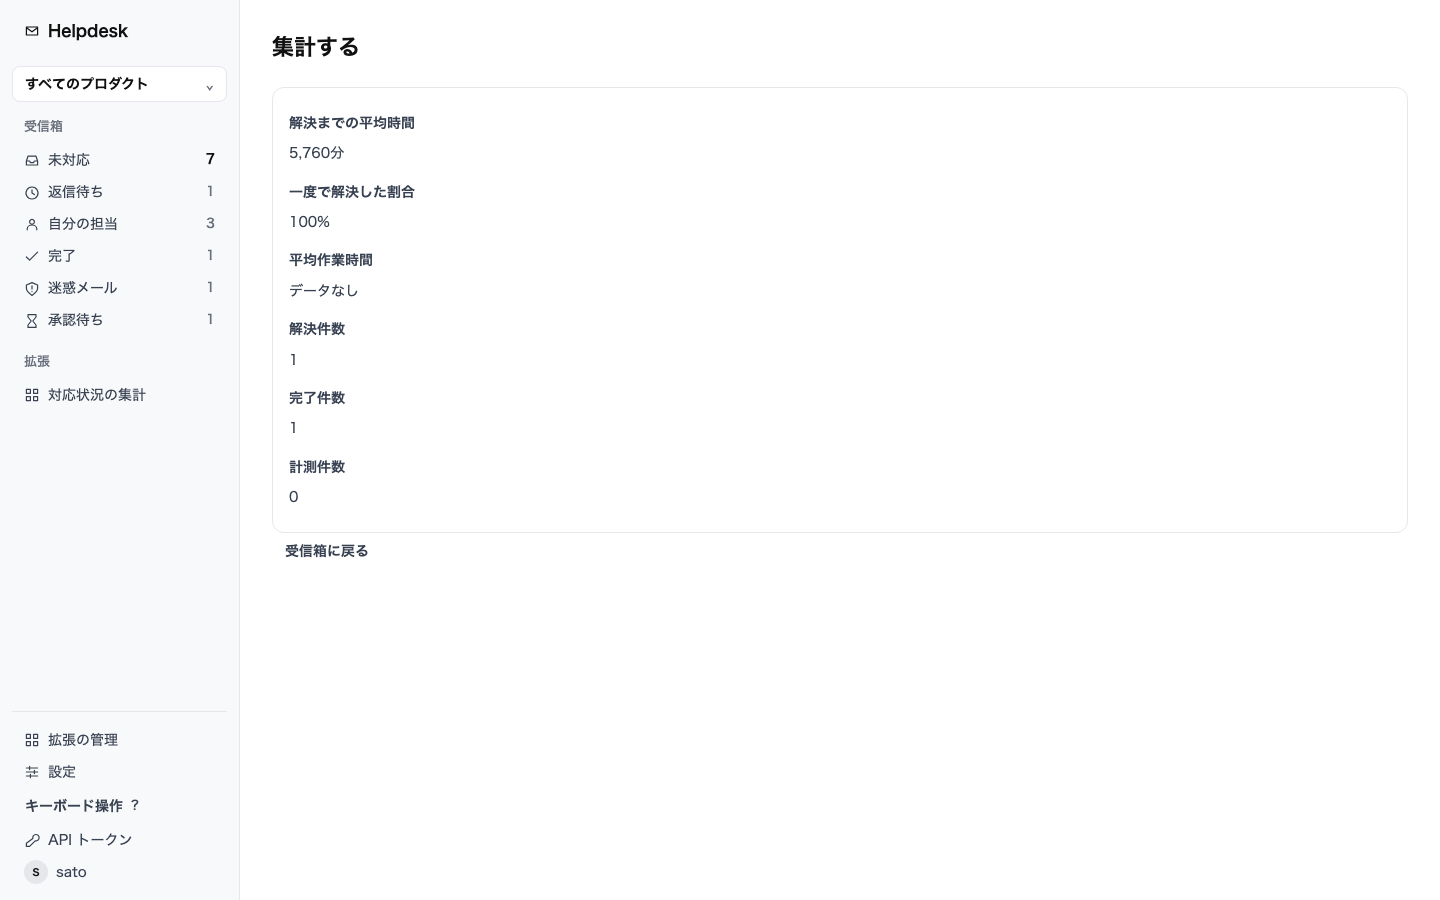 Helpdesk
すべてのプロダクト
受信箱
未対応 7
返信待ち 1
自分の担当 3
完了 1
迷惑メール 1
承認待ち 1
拡張
対応状況の集計
拡張の管理
設定
キーボード操作 ?
API トークン
S sato
集計する
解決までの平均時間
5,760分
一度で解決した割合
100%
平均作業時間
データなし
解決件数
1
完了件数
1
計測件数
0
受信箱に戻る